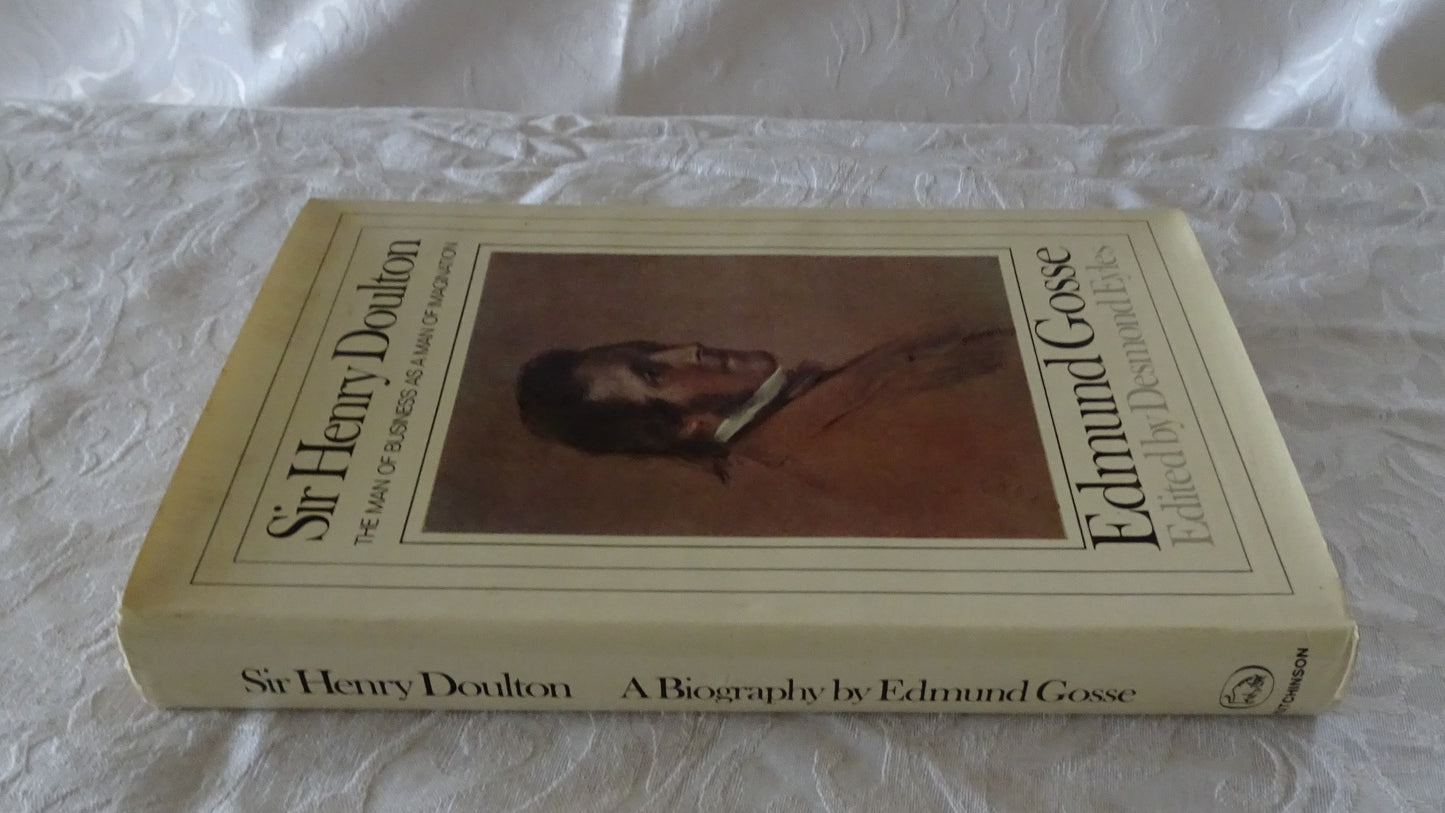 Sir Henry Doulton
THE MAN OF BUSINESS AS A MAN OF IMAGINATION
Edmund Gosse
Edited by Desmond Eyles
Sir Henry Doulton A Biography by Edmund Gosse
HUTCHINSON